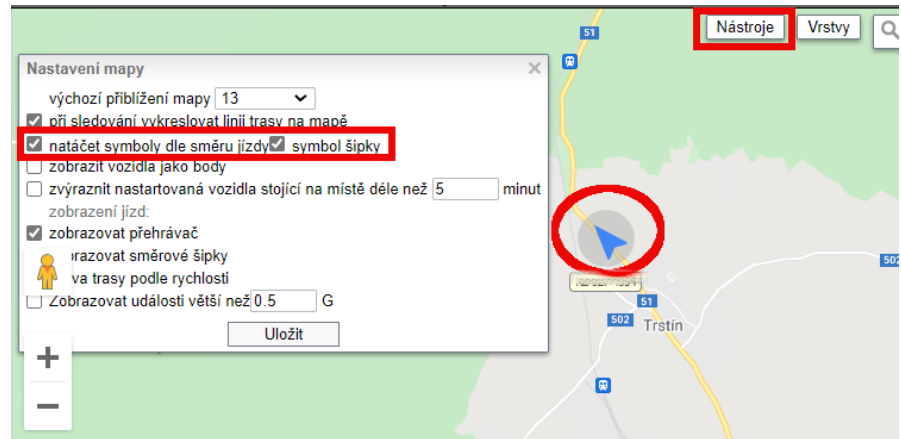 51
Nástroje
Vrstvy
Nastavení mapy
výchozí přiblížení mapy 13
při sledování vykreslovat linii trasy na mapě
natáčet symboly dle směru jízdy symbol šipky
zobrazit vozidla jako body
zvýraznit nastartovaná vozidla stojící na místě déle než 5 minut
zobrazení jízd:
zobrazovat přehrávač
brazovat směrové šipky
va trasy podle rychlosti
Zobrazovat události větší než 0.5 G
Uložit
502
51
502
Trstín